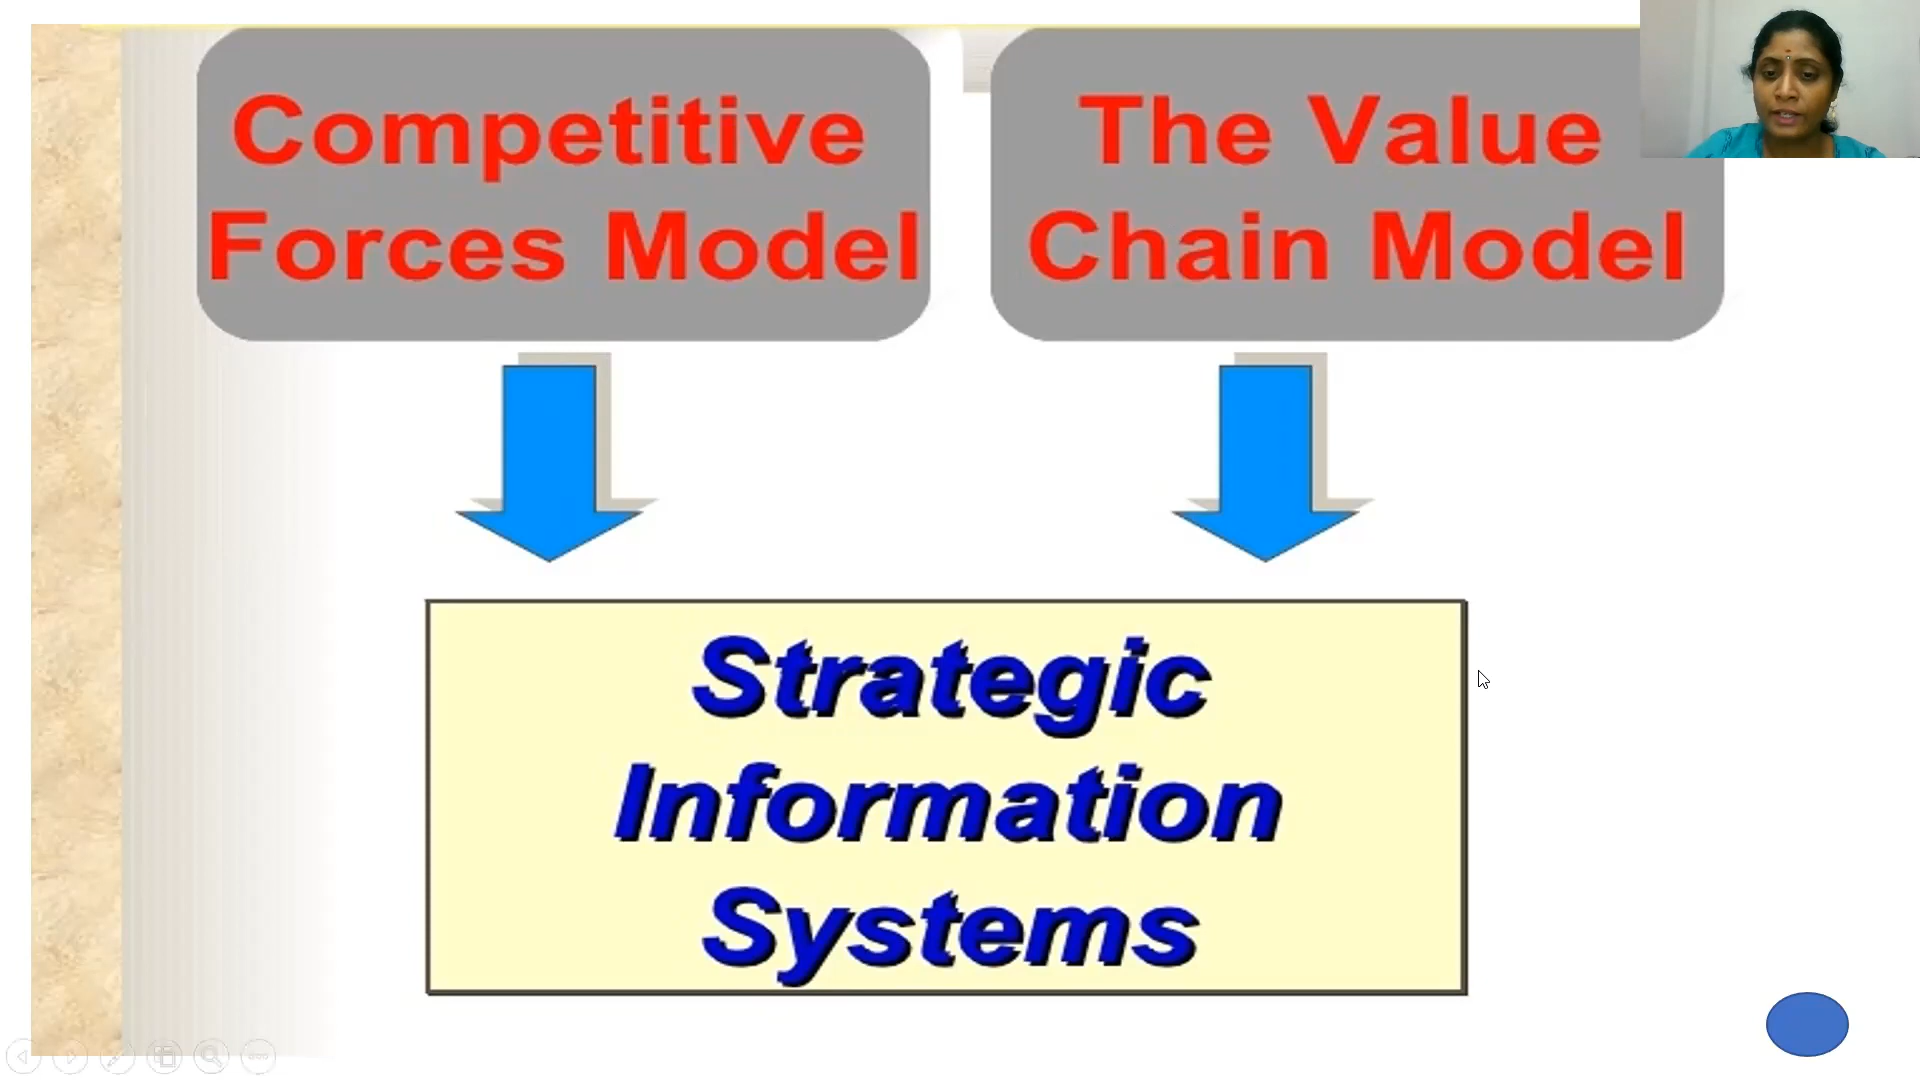 Competitive
Forces Model
The Value
Chain Model
Strategic
Information
Systems